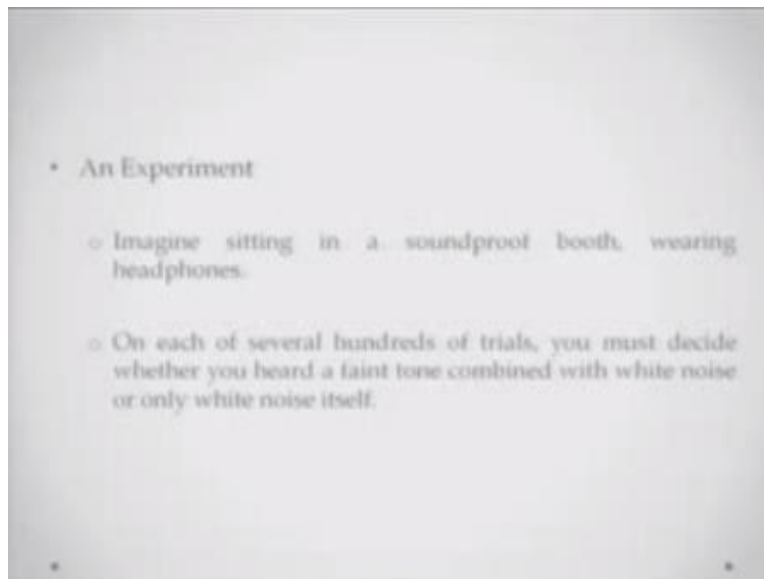 • An Experiment
o Imagine sitting in a soundproof booth, wearing
headphones.
o On each of several hundreds of trials, you must decide
whether you heard a faint tone combined with white noise
or only white noise itself.